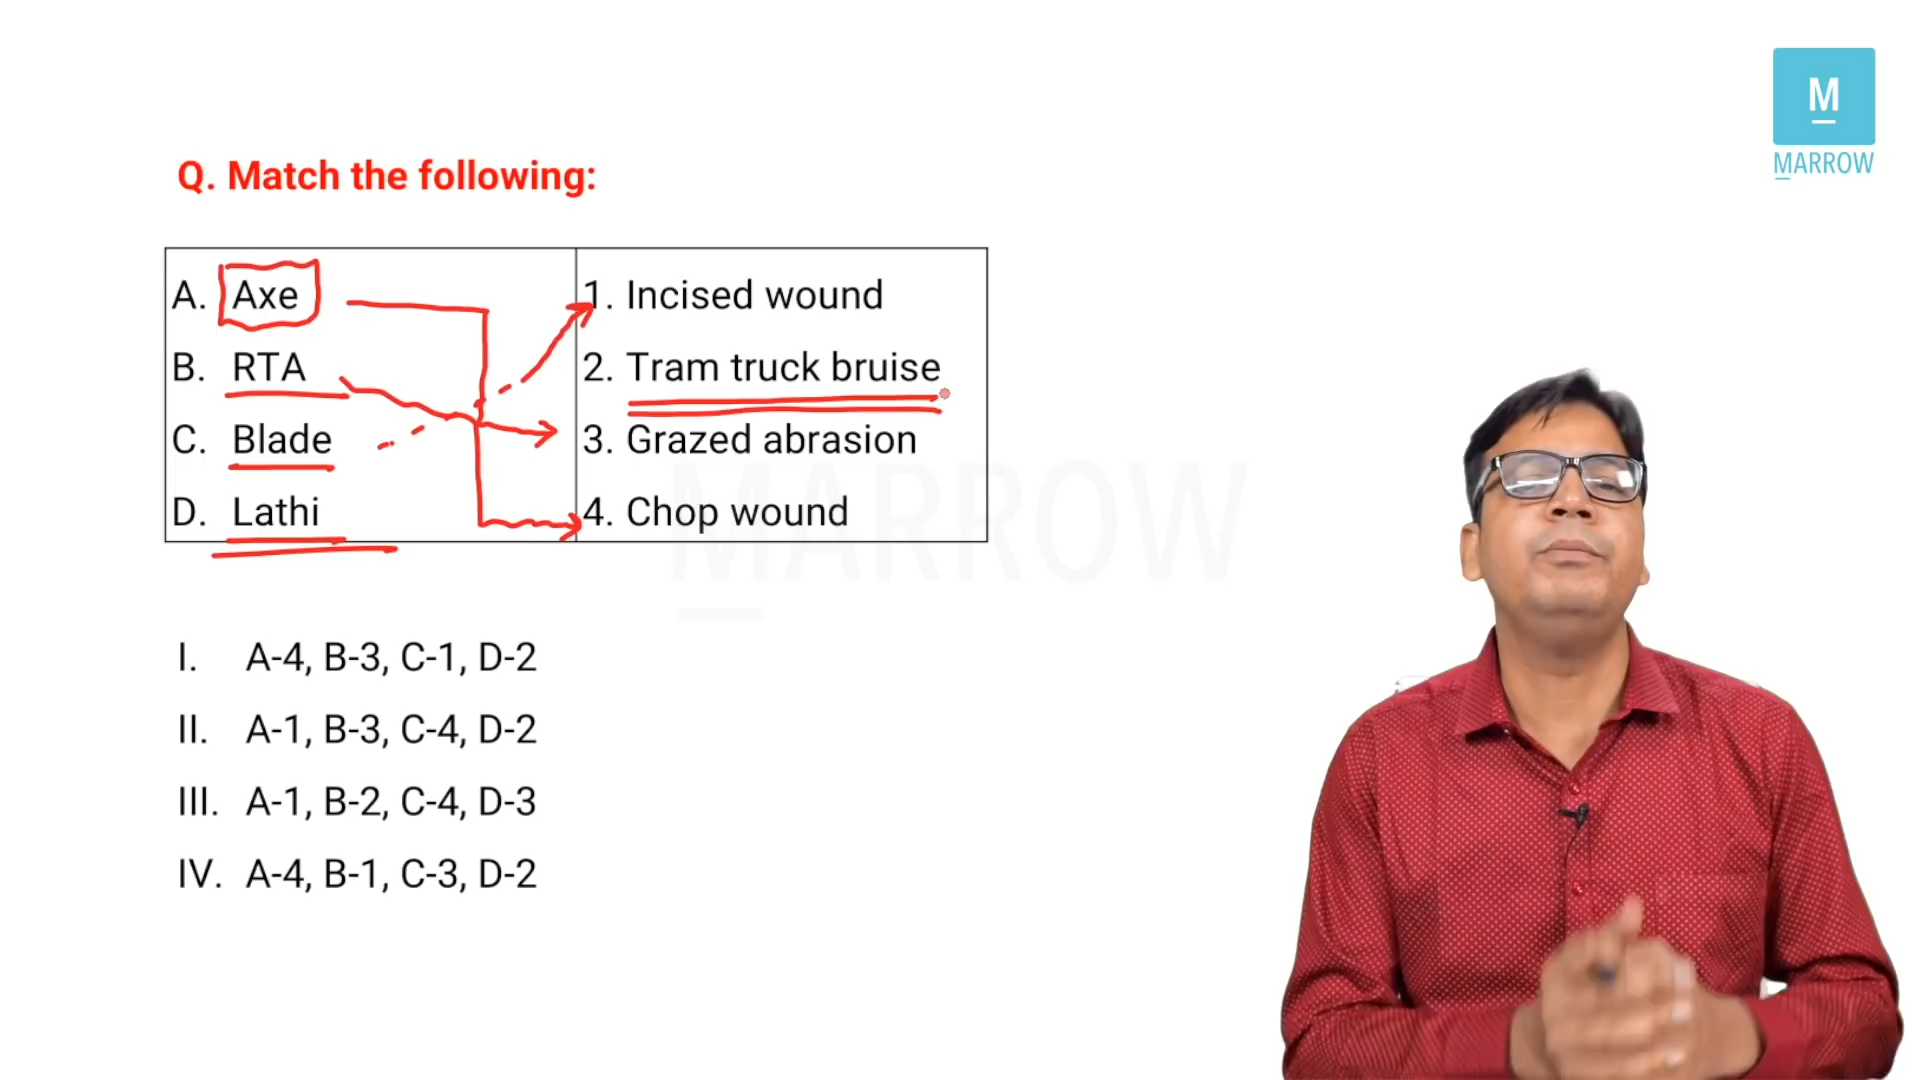 M
MARROW
Q. Match the following:
A. Axe 1. Incised wound
B. RTA 2. Tram truck bruise
C. Blade 3. Grazed abrasion
D. Lathi 4. Chop wound
MARROW
I. A-4, B-3, C-1, D-2
II. A-1, B-3, C-4, D-2
III. A-1, B-2, C-4, D-3
IV. A-4, B-1, C-3, D-2